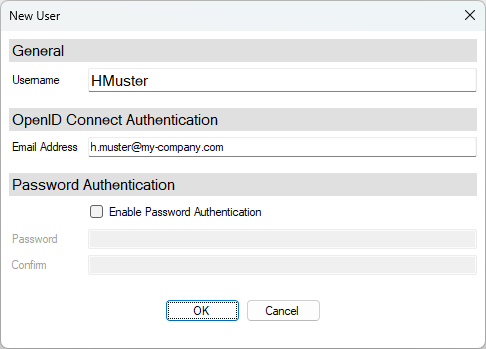 New User
General
Username HMuster
OpenID Connect Authentication
Email Address h.muster@my-company.com
Password Authentication
Enable Password Authentication
Password
Confirm
OK Cancel